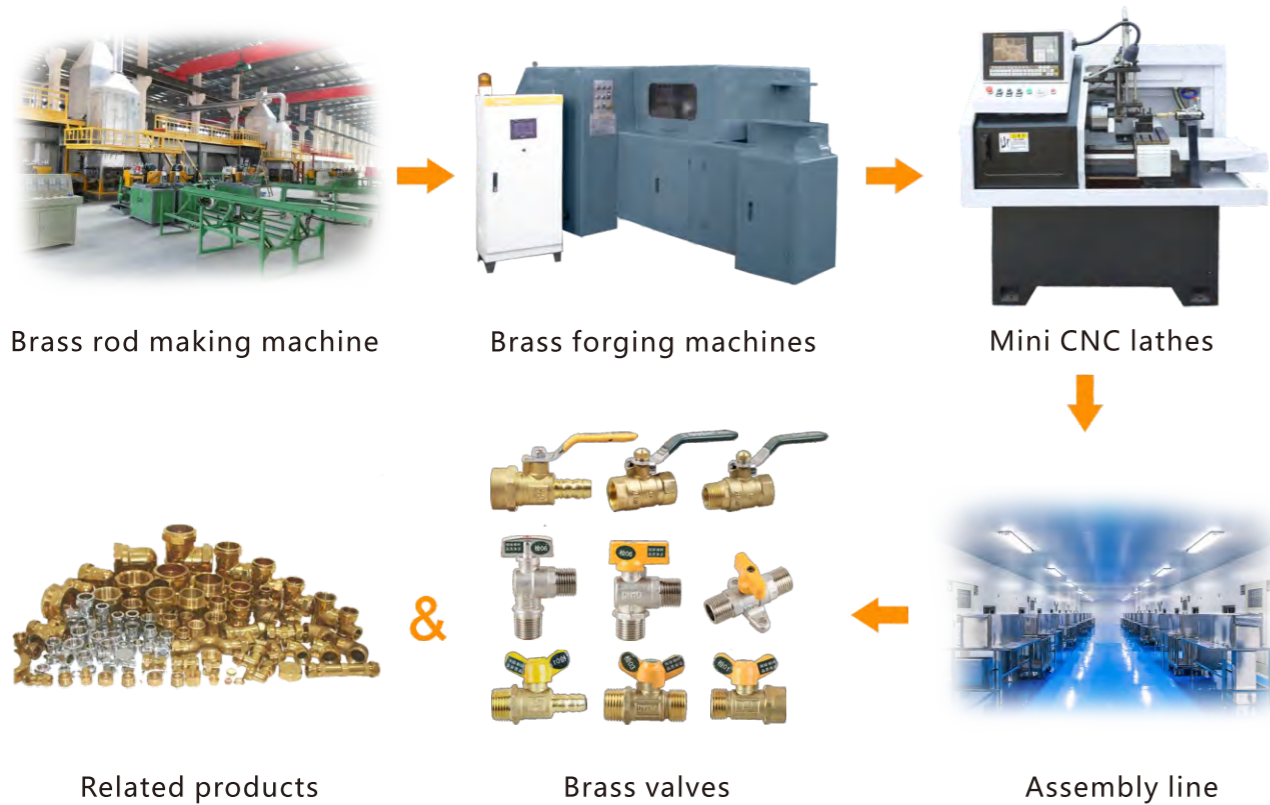 Brass rod making machine
Brass forging machines
Mini CNC lathes
&
Related products
Brass valves
Assembly line